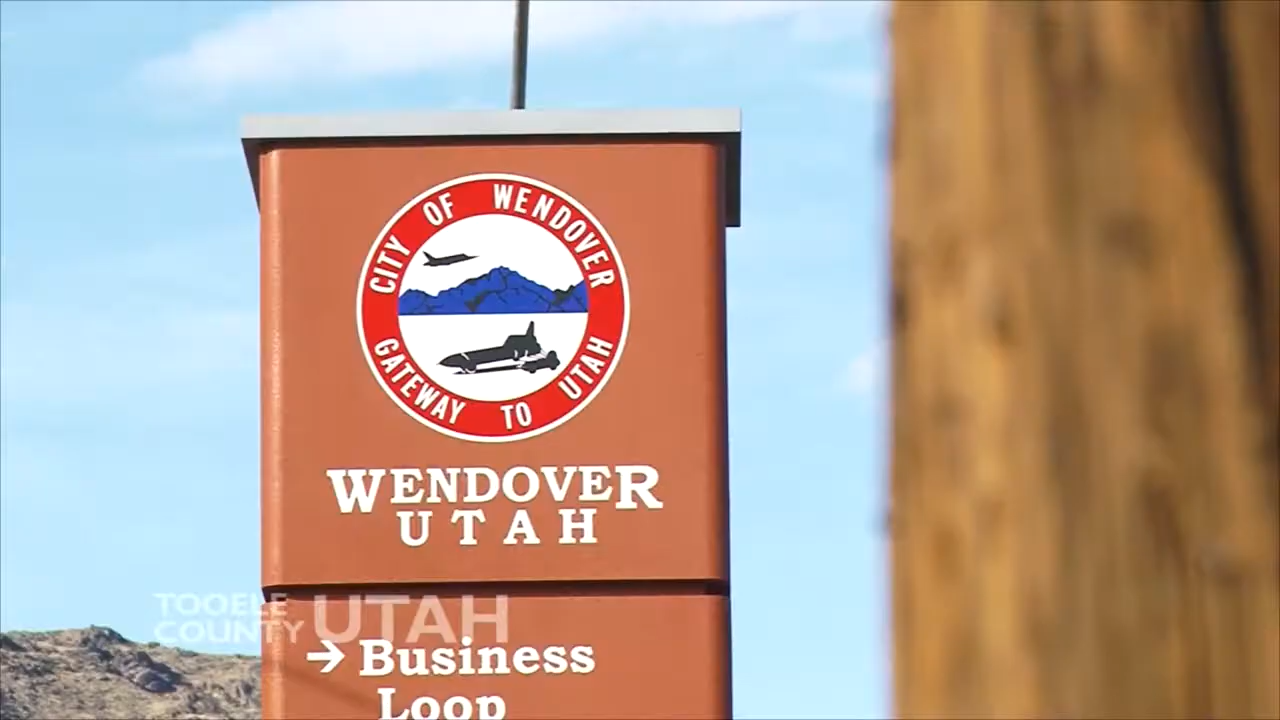 CITY OF WENDOVER
GATEWAY TO UTAH
WENDOVER
UTAH
TOOELE
COUNTY UTAH
→ Business
Loop